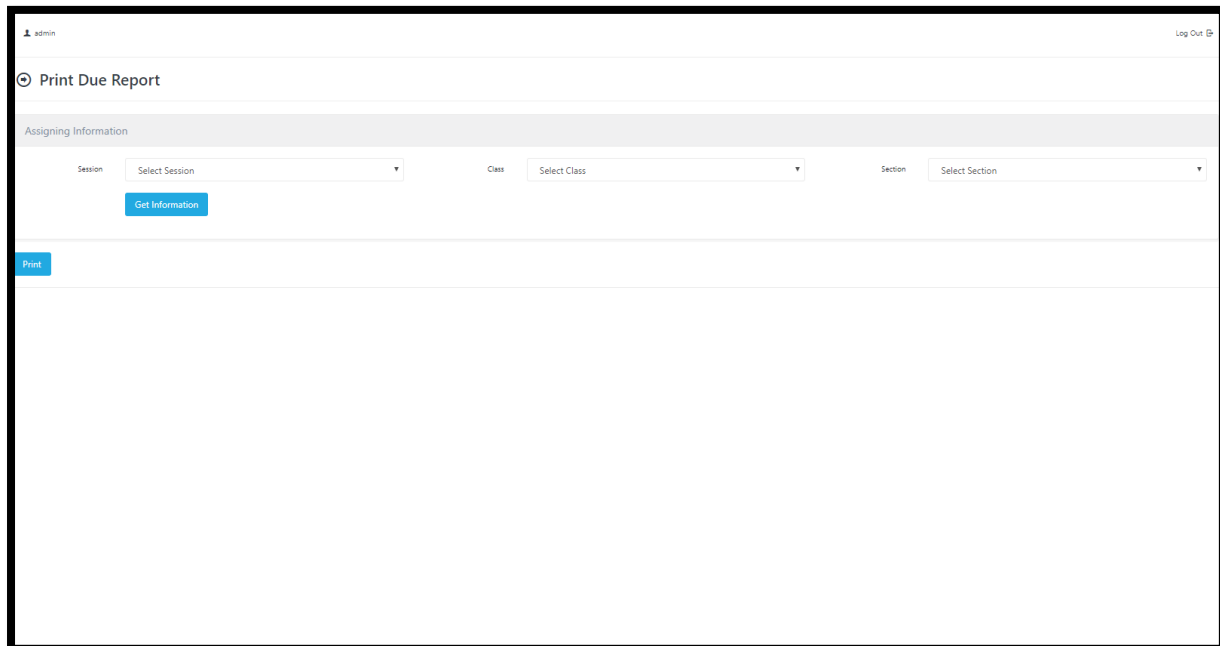 admin
Log Out
Print Due Report
Assigning Information
Session Select Session Class Select Class Section Select Section
Get Information
Print